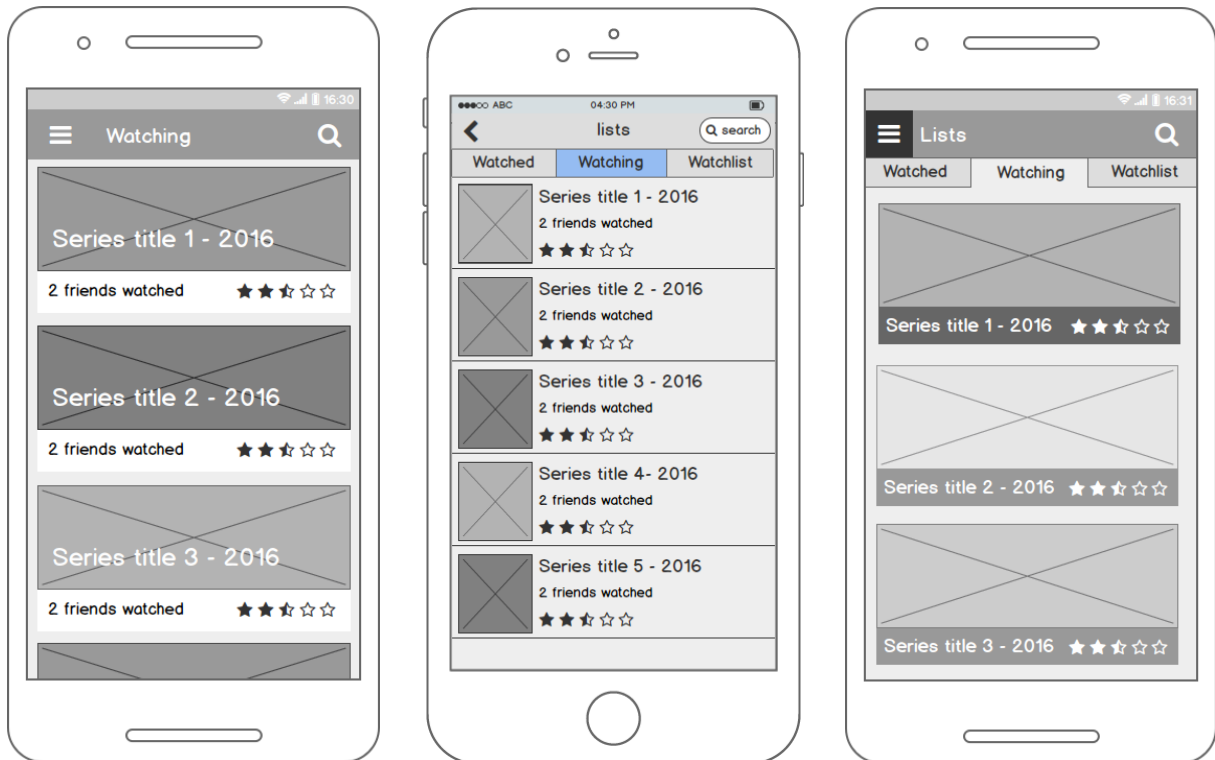 16:30
Watching
Series title 1 - 2016
2 friends watched
Series title 2 - 2016
2 friends watched
Series title 3 - 2016
2 friends watched
ABC 04:30 PM
lists search
Watched Watching Watchlist
Series title 1 - 2016
2 friends watched
Series title 2 - 2016
2 friends watched
Series title 3 - 2016
2 friends watched
Series title 4- 2016
2 friends watched
Series title 5 - 2016
2 friends watched
16:31
Lists
Watched Watching Watchlist
Series title 1 - 2016
Series title 2 - 2016
Series title 3 - 2016